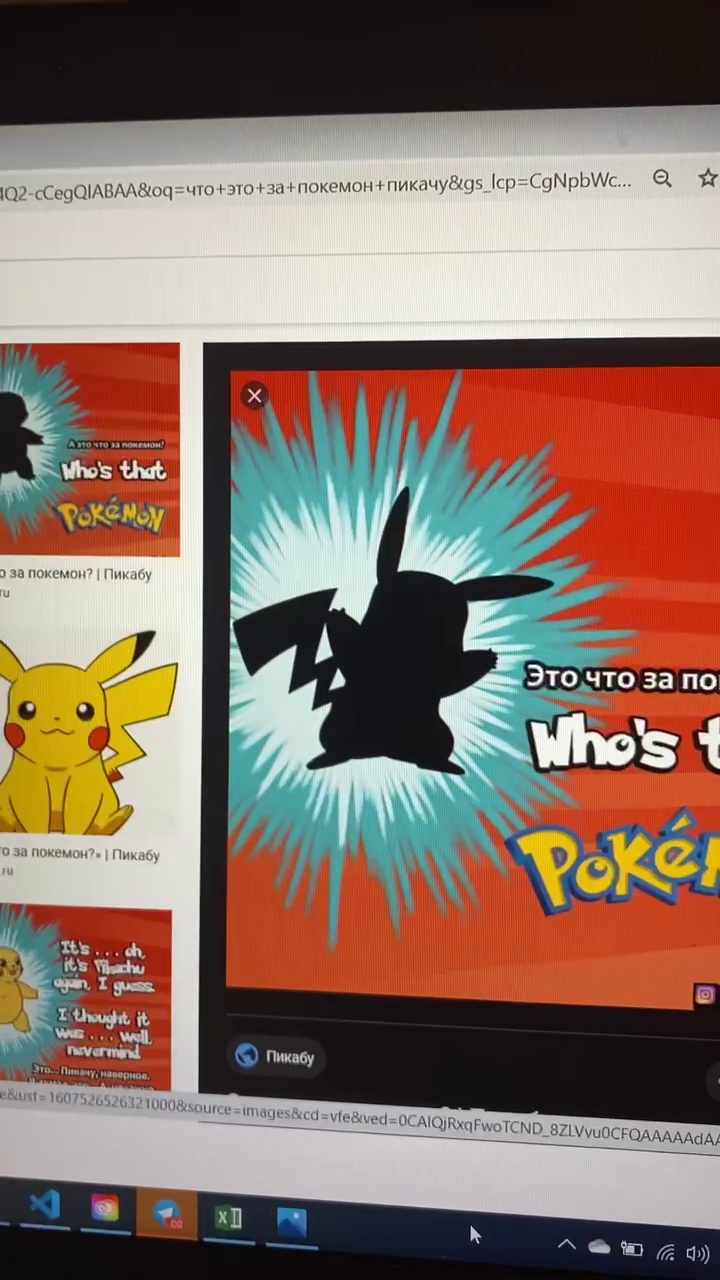 4Q2-cCegQIABAA&oq=что+это+за+покемон+пикачу&gs_lcp=CgNpbWc...
А это что за покемон?
Who's that
POKéMON
о за покемон? | Пикабу
ru
о за покемон?» | Пикабу
.ru
It's . . . oh,
it's Pikachu
again, I guess.
I thought it
was . . . well,
nevermind
Это... Пикачу, наверное.
Это что за по
Who's t
POKéM
Пикабу
e&ust=1607526526321000&source=images&cd=vfe&ved=0CAIQjRxqFwoTCND_8ZLVvu0CFQAAAAAdAA